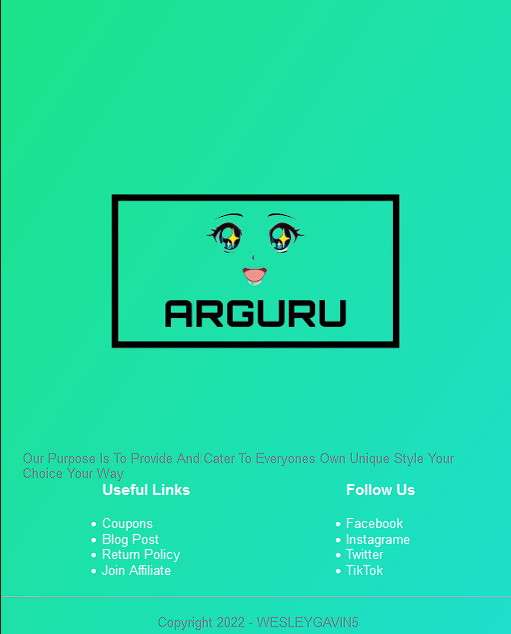 ARGURU
Our Purpose Is To Provide And Cater To Everyones Own Unique Style Your
Choice Your Way
Useful Links
Coupons
Blog Post
Return Policy
Join Affiliate
Follow Us
Facebook
Instagrame
Twitter
TikTok
Copyright 2022 - WESLEYGAVIN5